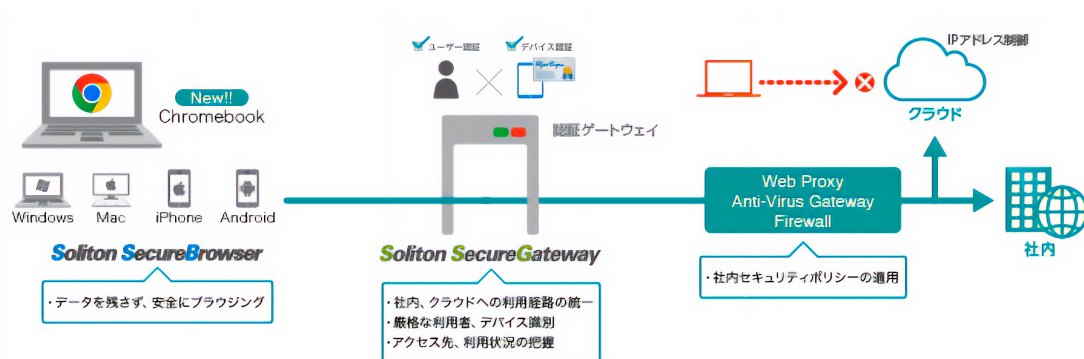 New!!
Chromebook
Windows
Mac
iPhone
Android
Soliton SecureBrowser
・データを残さず、安全にブラウジング
ユーザー認証
デバイス認証
認証ゲートウェイ
Soliton SecureGateway
・社内、クラウドへの利用経路の統一
・厳格な利用者、デバイス識別
・アクセス先、利用状況の把握
IPアドレス制御
クラウド
Web Proxy
Anti-Virus Gateway
Firewall
・社内セキュリティポリシーの適用
社内